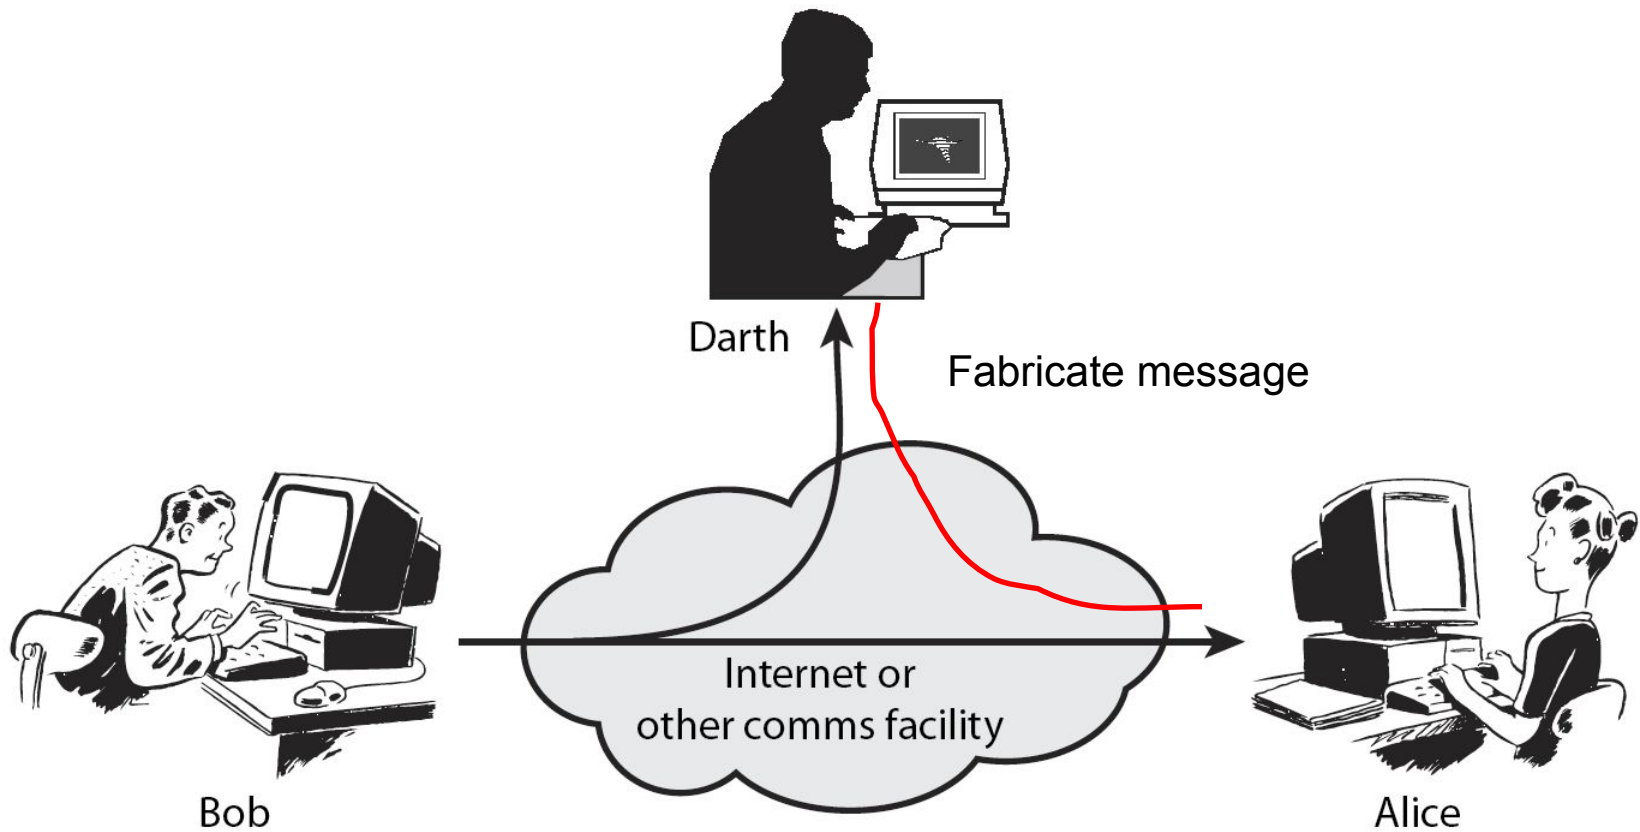 Darth
Fabricate message
Internet or
other comms facility
Bob
Alice